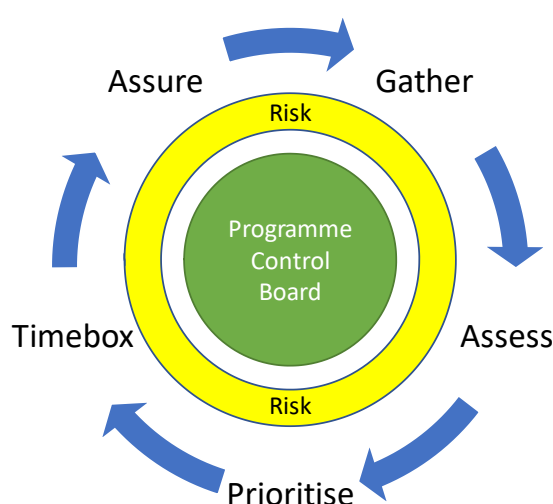 Assure
Gather
Risk
Programme
Control
Board
Timebox
Assess
Risk
Prioritise